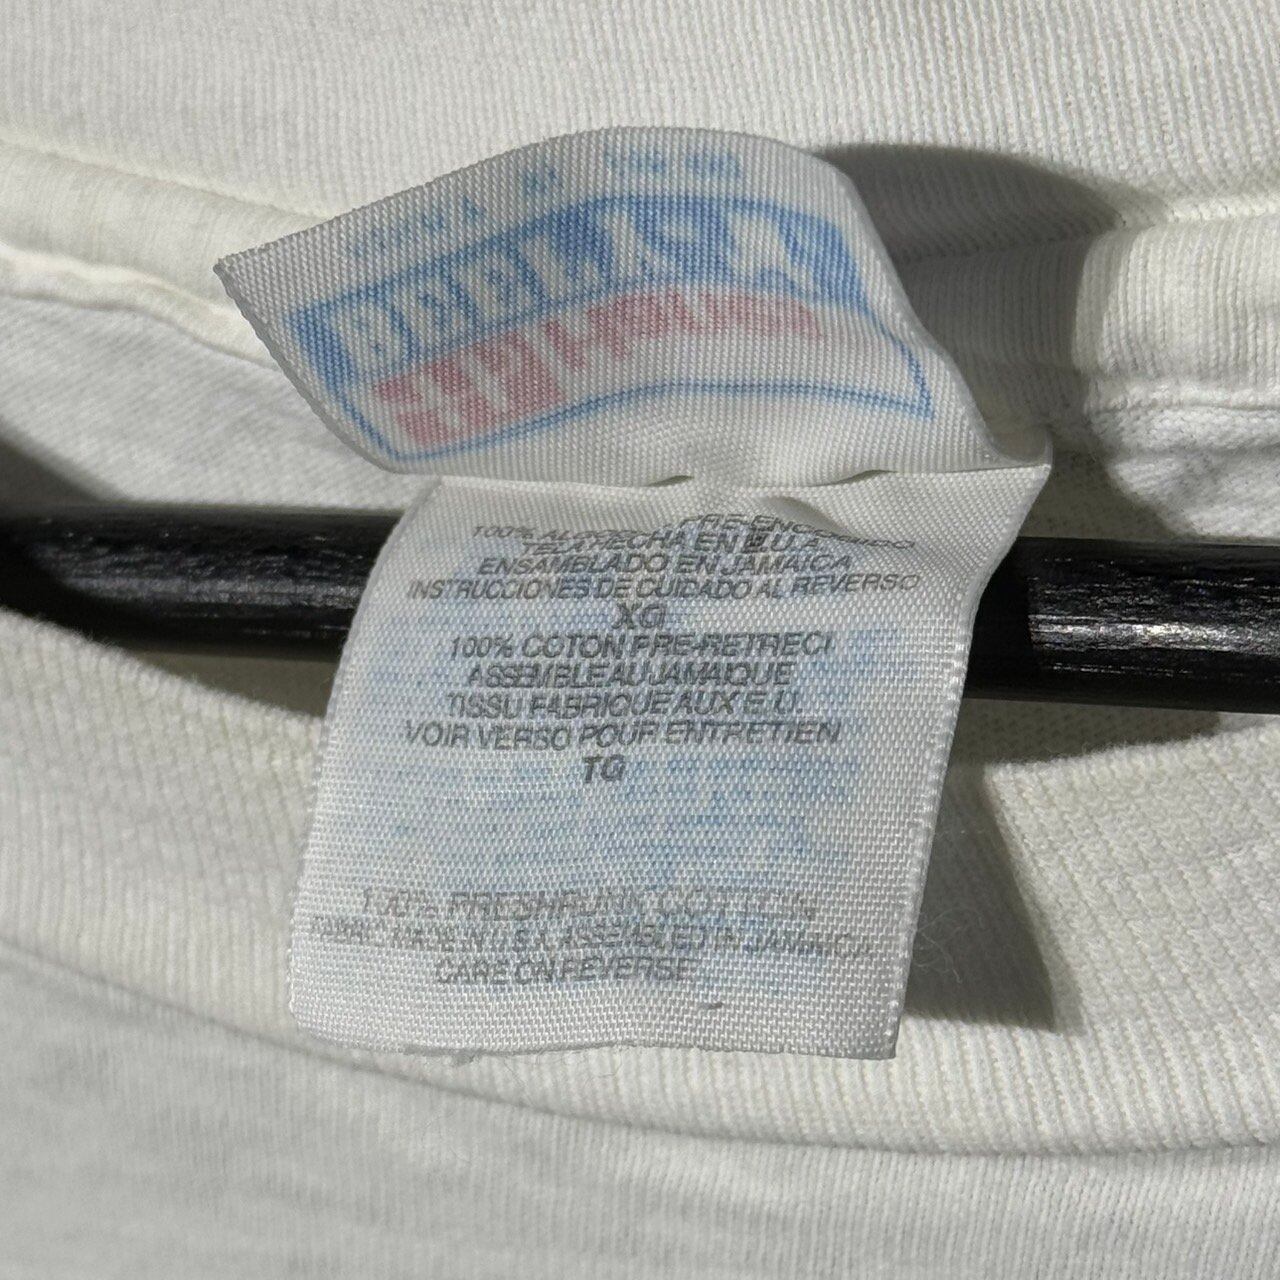 100% ALGODON PRE-ENCOGIDO
TELA HECHA EN E.U.A
ENSAMBLADO EN JAMAICA
INSTRUCCIONES DE CUIDADO AL REVERSO
XG
100% COTON PRE-RETRECI
ASSEMBLE AU JAMAIQUE
TISSU FABRIQUE AUX E.U.
VOIR VERSO POUR ENTRETIEN
TG
100% PRESHRUNK COTTON
FABRIC MADE IN U.S.A. ASSEMBLED IN JAMAICA
CARE ON REVERSE